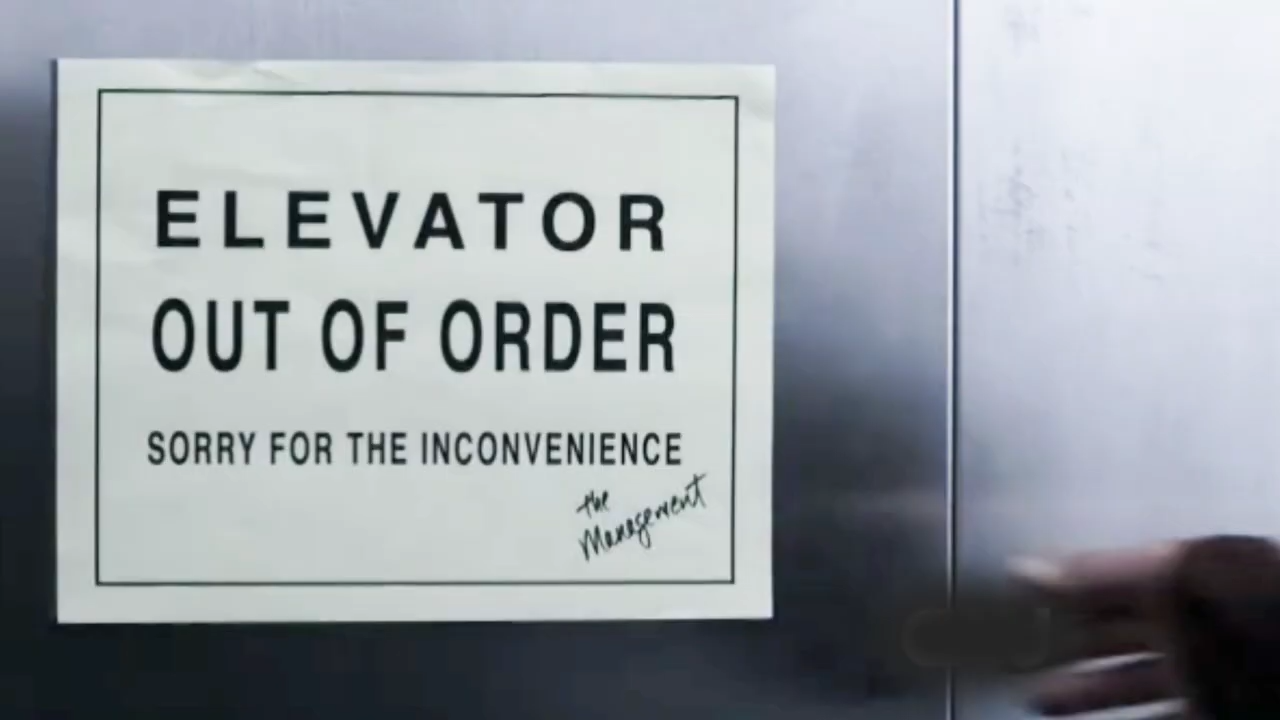 ELEVATOR
OUT OF ORDER
SORRY FOR THE INCONVENIENCE
the
Management